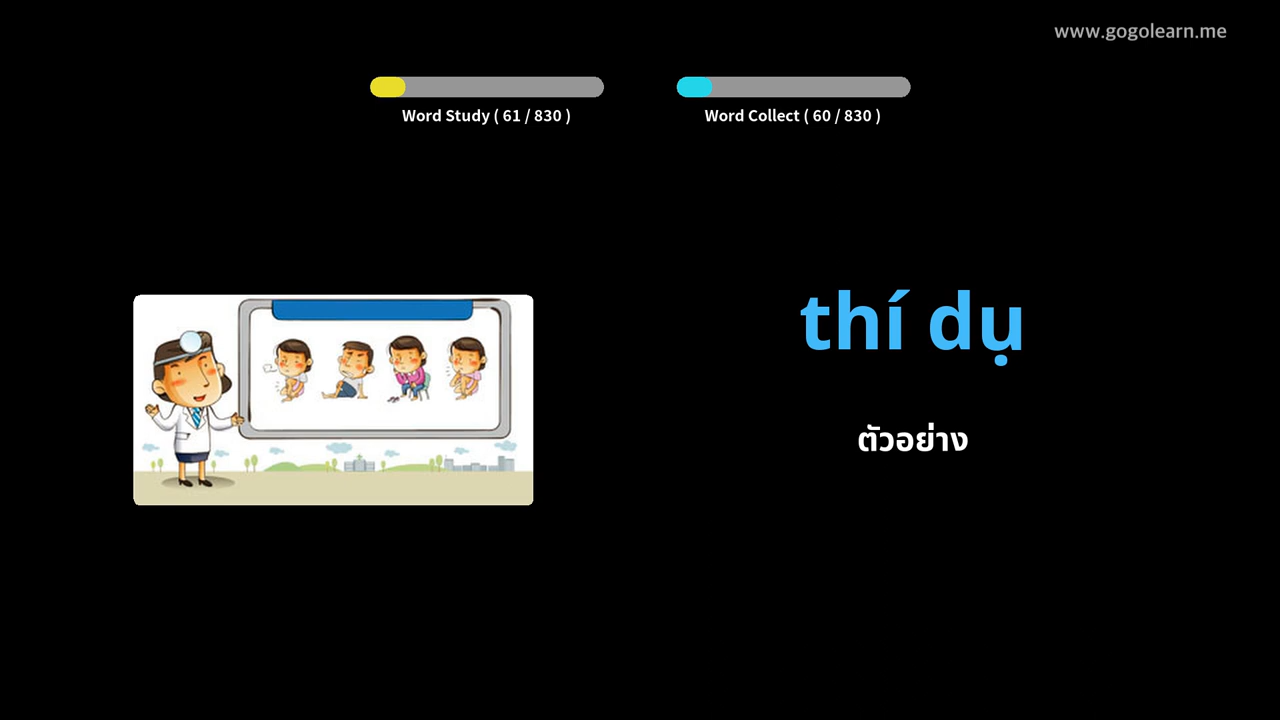 www.gogolearn.me
Word Study ( 61 / 830 )
Word Collect ( 60 / 830 )
thí dụ
ตัวอย่าง